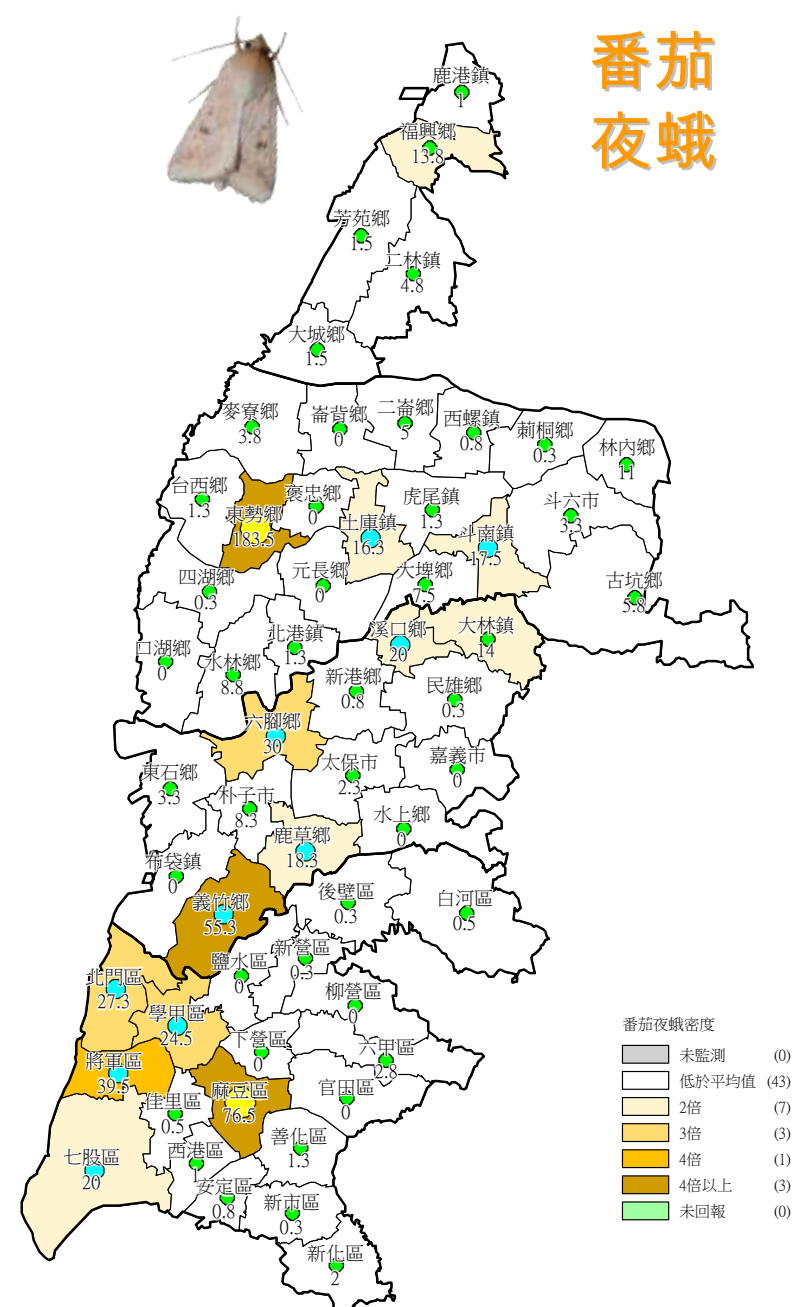 番茄
夜蛾
鹿港鎮
1
福興鄉
13.8
芳苑鄉
1.5
二林鎮
4.8
大城鄉
1.5
麥寮鄉
3.8
崙背鄉
0
二崙鄉
5
西螺鎮
0.8
莿桐鄉
0.3
林內鄉
11
台西鄉
1.3
東勢鄉
183.5
褒忠鄉
0
土庫鎮
16.3
虎尾鎮
1.3
斗南鎮
17.5
斗六市
3.3
四湖鄉
0.3
元長鄉
0
大埤鄉
7.5
古坑鄉
5.8
口湖鄉
0
水林鄉
8.8
北港鎮
1.3
溪口鄉
20
大林鎮
14
新港鄉
0.8
民雄鄉
0.3
六腳鄉
30
東石鄉
3.3
太保市
2.3
嘉義市
0
朴子市
8.3
鹿草鄉
18.3
水上鄉
0
布袋鎮
0
義竹鄉
55.3
後壁區
0.3
白河區
0.5
鹽水區
0
新營區
0.3
北門區
27.3
學甲區
24.5
柳營區
0
下營區
0
六甲區
2.8
將軍區
39.5
佳里區
0.5
麻豆區
76.5
官田區
0
七股區
20
西港區
1
善化區
1.3
安定區
0.8
新市區
0.3
新化區
2
番茄夜蛾密度
未監測 (0)
低於平均值 (43)
2倍 (7)
3倍 (3)
4倍 (1)
4倍以上 (3)
未回報 (0)